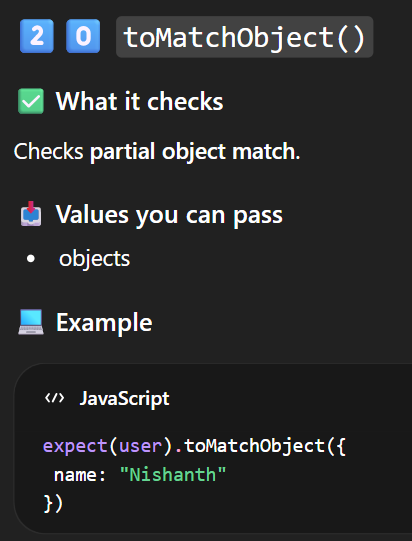 2 0 toMatchObject()
What it checks
Checks partial object match.
Values you can pass
• objects
Example
</> JavaScript
expect(user).toMatchObject({
name: "Nishanth"
})